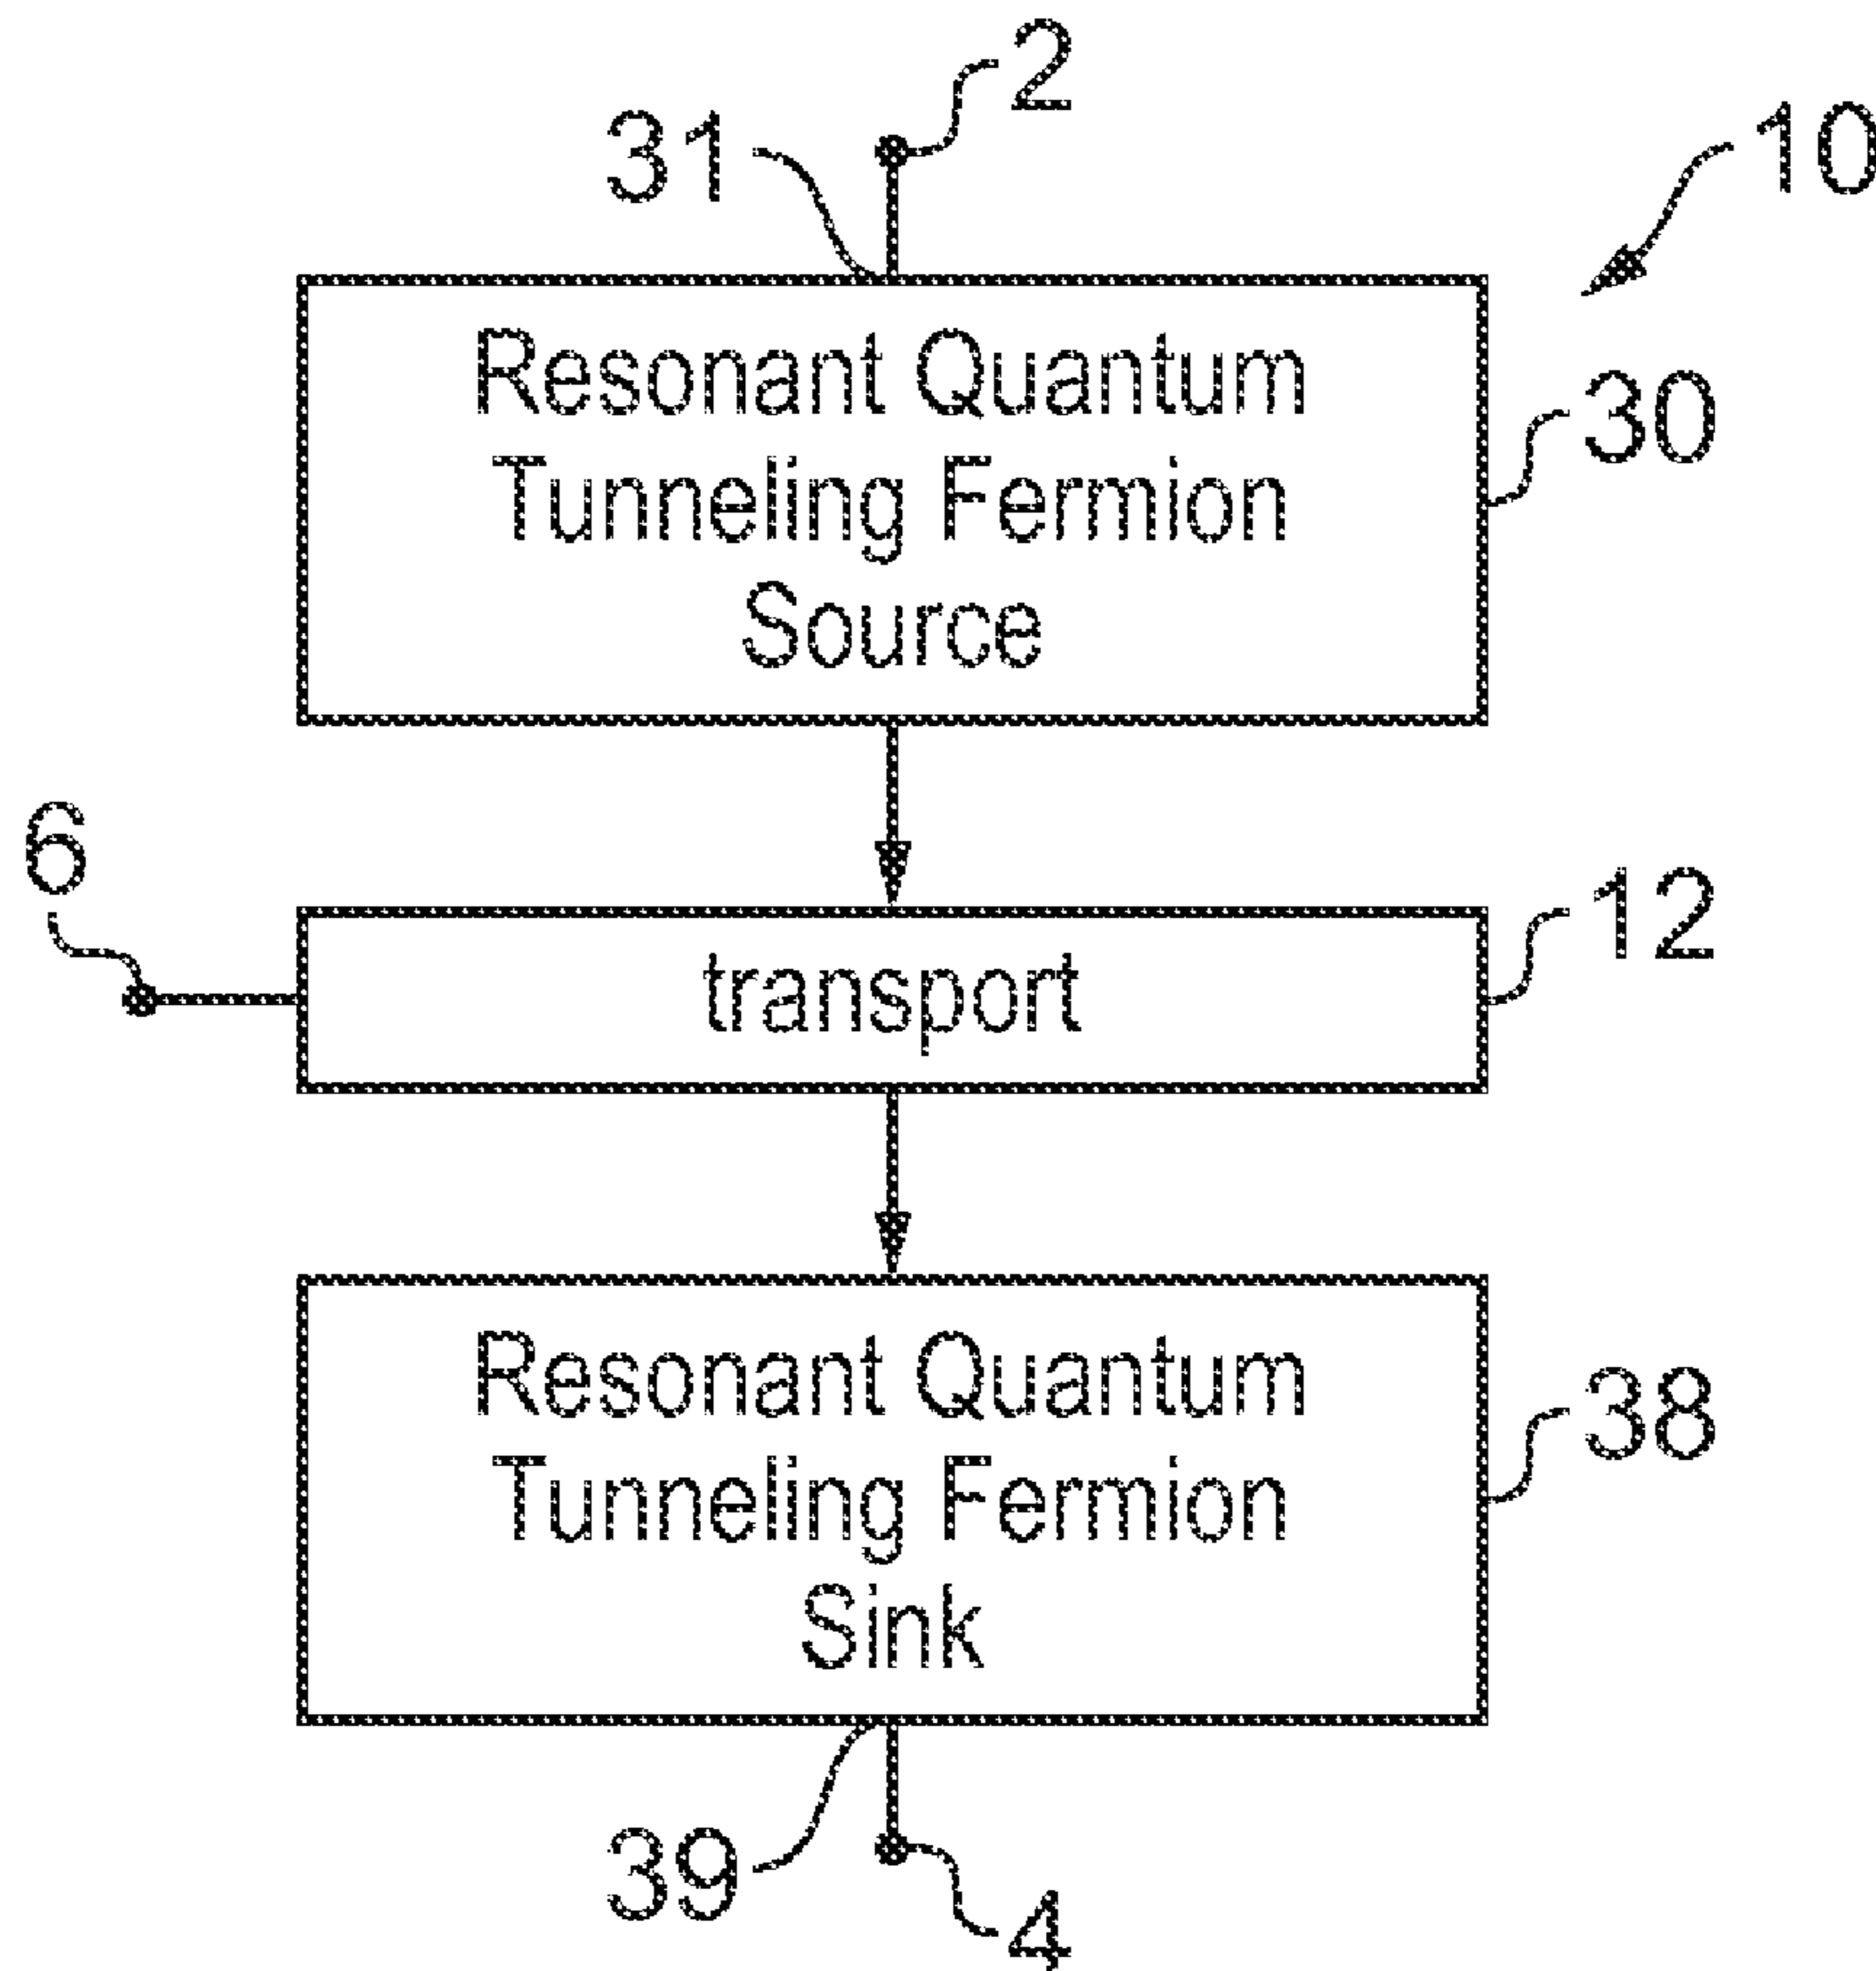 2
31
10
Resonant Quantum
Tunneling Fermion
Source
30
6
transport
12
Resonant Quantum
Tunneling Fermion
Sink
38
39
4